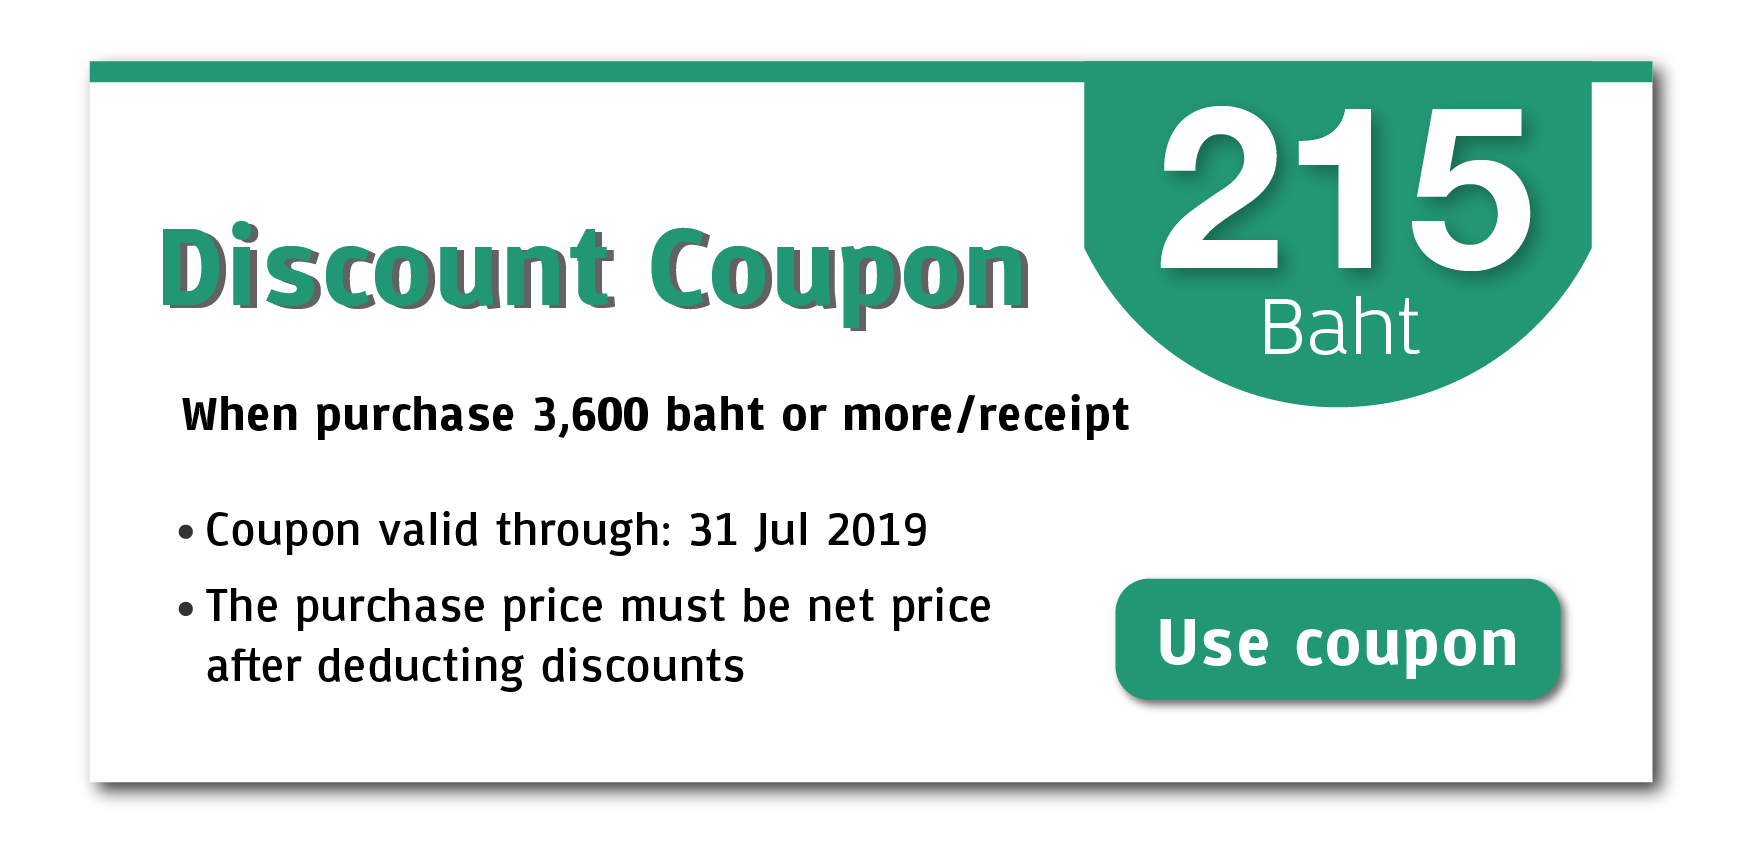 215
Baht
Discount Coupon
When purchase 3,600 baht or more/receipt
• Coupon valid through: 31 Jul 2019
• The purchase price must be net price
after deducting discounts
Use coupon